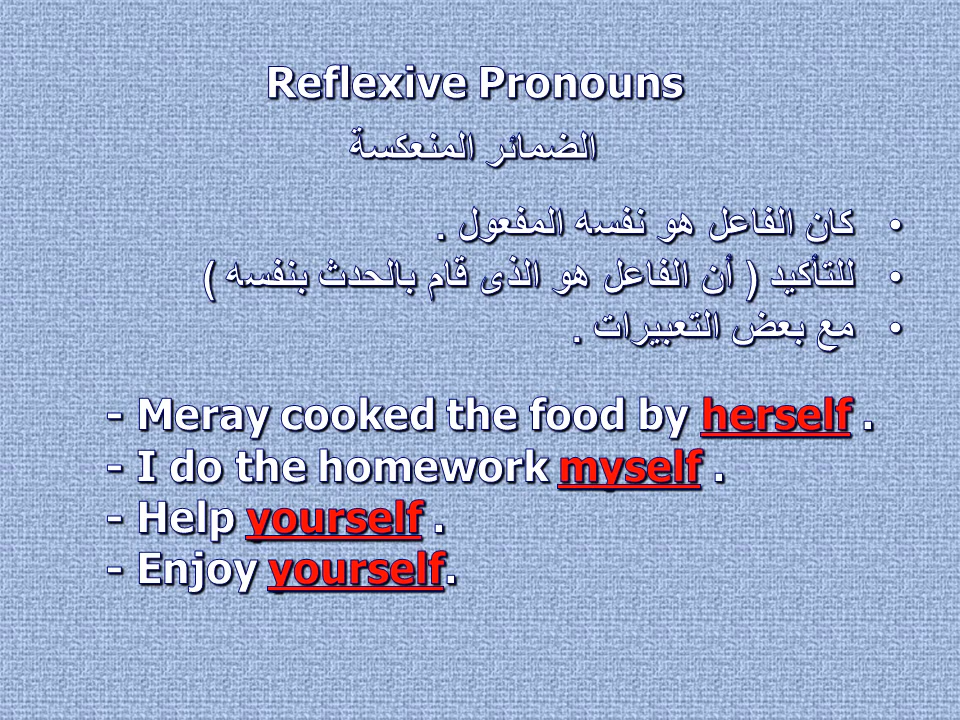 Reflexive Pronouns
الضمائر المنعكسة
• كان الفاعل هو نفسه المفعول .
• للتأكيد ( أن الفاعل هو الذى قام بالحدث بنفسه )
• مع بعض التعبيرات .
- Meray cooked the food by herself .
- I do the homework myself .
- Help yourself .
- Enjoy yourself.